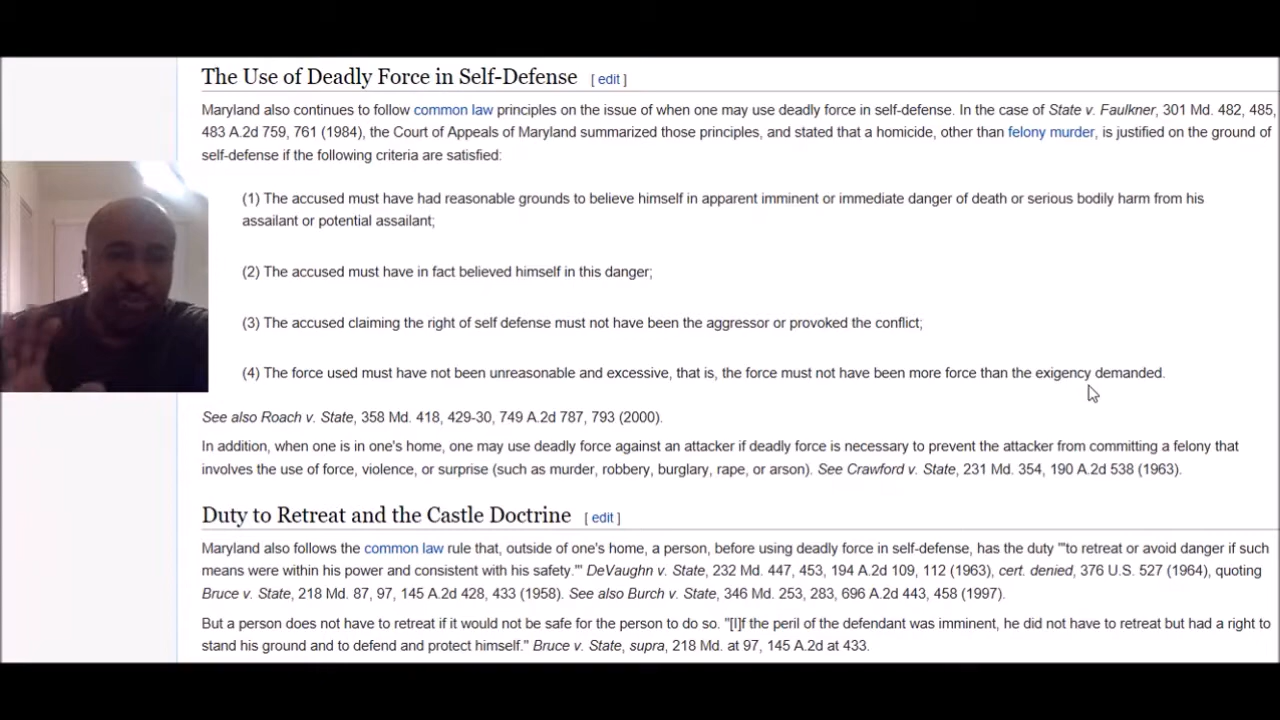 The Use of Deadly Force in Self-Defense [ edit ]
Maryland also continues to follow common law principles on the issue of when one may use deadly force in self-defense. In the case of State v. Faulkner, 301 Md. 482, 485,
483 A.2d 759, 761 (1984), the Court of Appeals of Maryland summarized those principles, and stated that a homicide, other than felony murder, is justified on the ground of
self-defense if the following criteria are satisfied:
(1) The accused must have had reasonable grounds to believe himself in apparent imminent or immediate danger of death or serious bodily harm from his
assailant or potential assailant;
(2) The accused must have in fact believed himself in this danger;
(3) The accused claiming the right of self defense must not have been the aggressor or provoked the conflict;
(4) The force used must have not been unreasonable and excessive, that is, the force must not have been more force than the exigency demanded.
See also Roach v. State, 358 Md. 418, 429-30, 749 A.2d 787, 793 (2000).
In addition, when one is in one's home, one may use deadly force against an attacker if deadly force is necessary to prevent the attacker from committing a felony that
involves the use of force, violence, or surprise (such as murder, robbery, burglary, rape, or arson). See Crawford v. State, 231 Md. 354, 190 A.2d 538 (1963).
Duty to Retreat and the Castle Doctrine [ edit ]
Maryland also follows the common law rule that, outside of one's home, a person, before using deadly force in self-defense, has the duty "'to retreat or avoid danger if such
means were within his power and consistent with his safety.'" DeVaughn v. State, 232 Md. 447, 453, 194 A.2d 109, 112 (1963), cert. denied, 376 U.S. 527 (1964), quoting
Bruce v. State, 218 Md. 87, 97, 145 A.2d 428, 433 (1958). See also Burch v. State, 346 Md. 253, 283, 696 A.2d 443, 458 (1997).
But a person does not have to retreat if it would not be safe for the person to do so. "[I]f the peril of the defendant was imminent, he did not have to retreat but had a right to
stand his ground and to defend and protect himself." Bruce v. State, supra, 218 Md. at 97, 145 A.2d at 433.